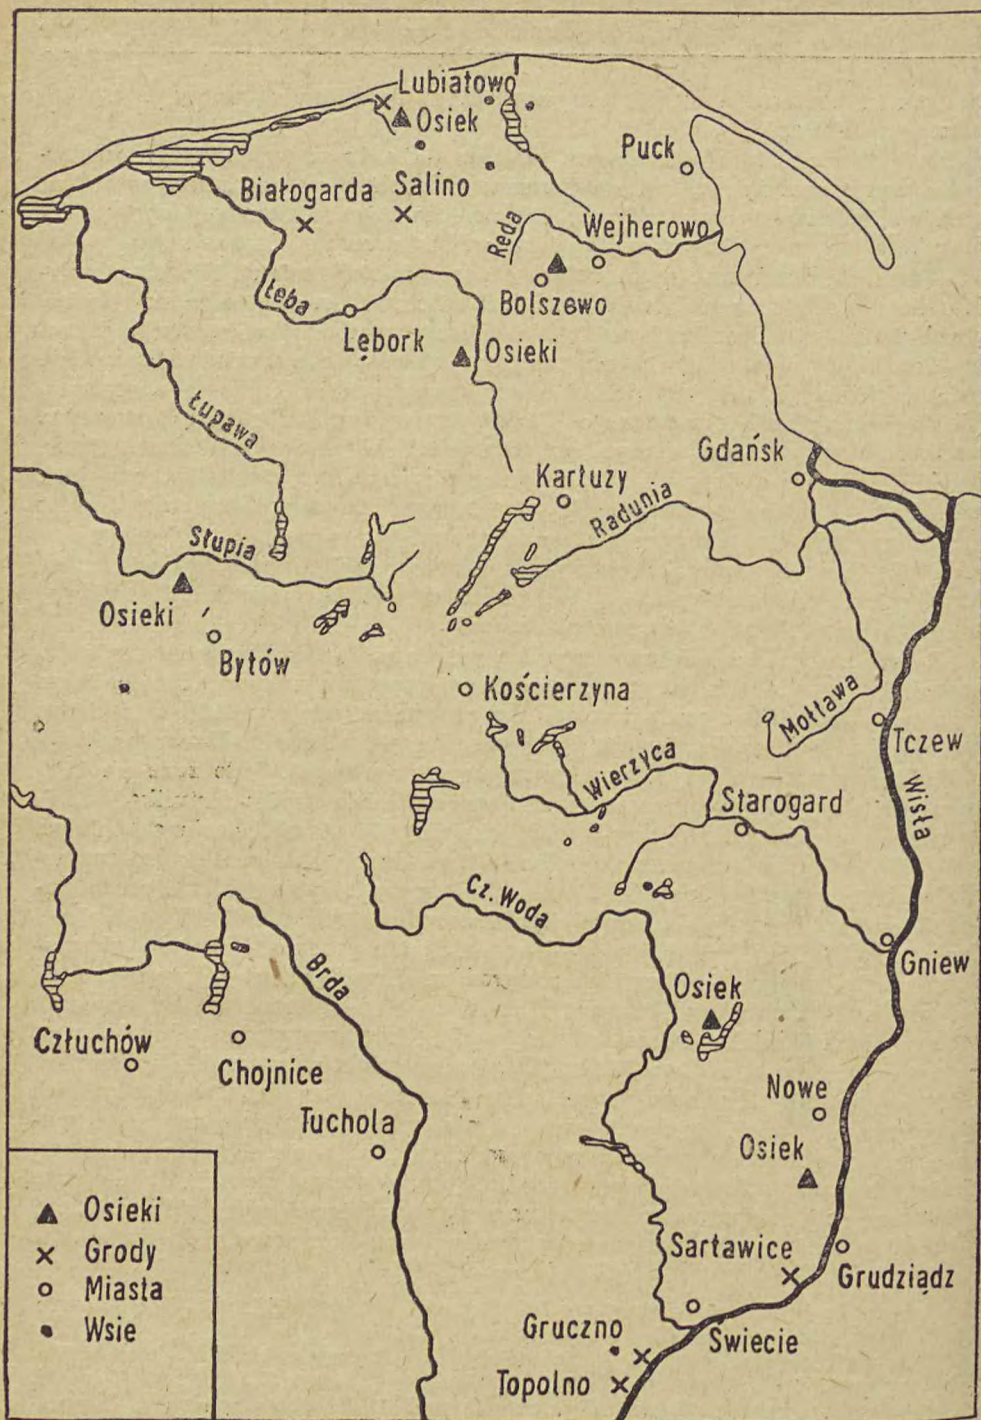 Lubiatowo
Osiek
Puck
Białogarda
Salino
Reda
Wejherowo
Bolszewo
Łeba
Lębork
Osieki
Łupawa
Gdańsk
Kartuzy
Radunia
Słupia
Osieki
Bytów
Kościerzyna
Mołtawa
Tczew
Wierzyca
Starogard
Wisła
Cz. Woda
Brda
Gniew
Osiek
Człuchów
Chojnice
Nowe
Tuchola
Osiek
Sartawice
Grudziądz
Gruczno
Świecie
Topolno
Osieki
Grody
Miasta
Wsie